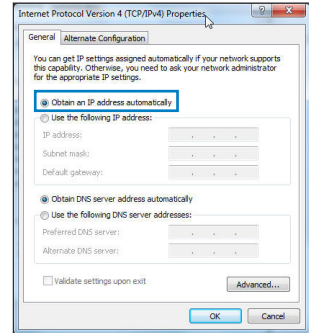 Internet Protocol Version 4 (TCP/IPv4) Properties
General
Alternate Configuration
You can get IP settings assigned automatically if your network supports
this capability. Otherwise, you need to ask your network administrator
for the appropriate IP settings.
Obtain an IP address automatically
Use the following IP address:
IP address:
Subnet mask:
Default gateway:
Obtain DNS server address automatically
Use the following DNS server addresses:
Preferred DNS server:
Alternate DNS server:
Validate settings upon exit
Advanced...
OK
Cancel